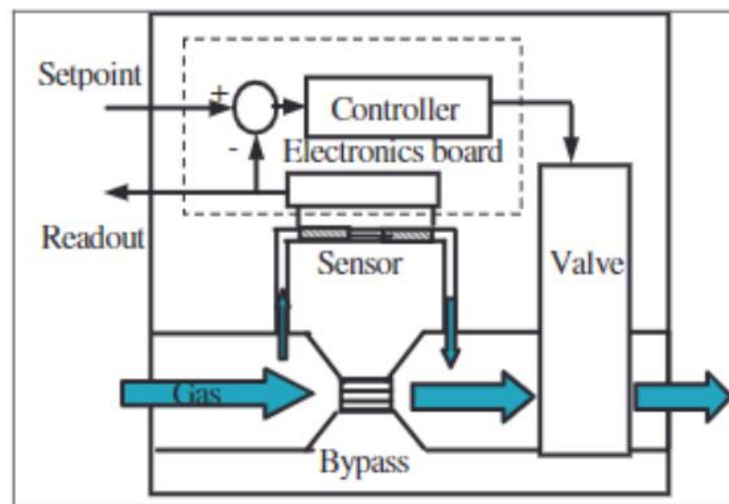 Setpoint
+
Controller
-
Electronics board
Readout
Sensor
Valve
Gas
Bypass